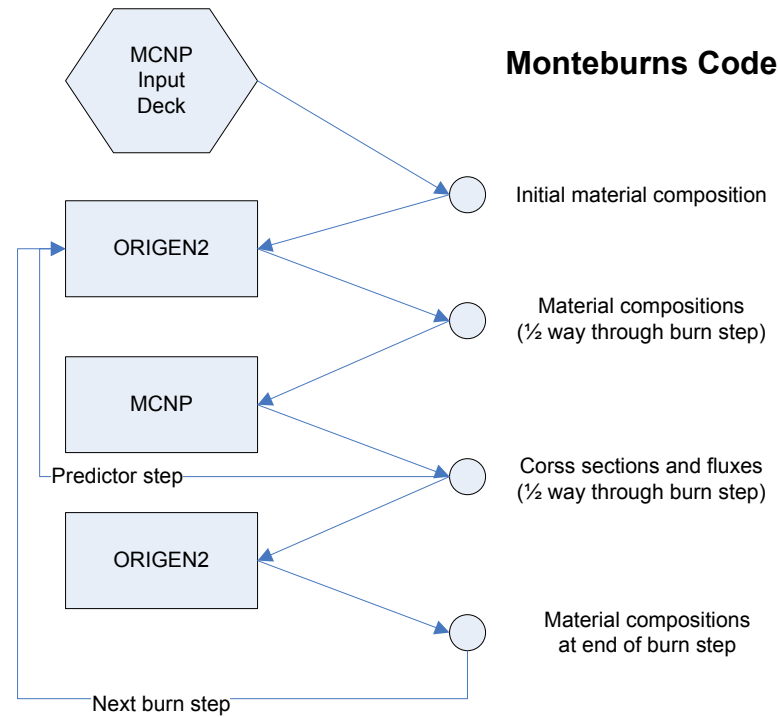 Monteburns Code
MCNP
Input
Deck
Initial material composition
ORIGEN2
Material compositions
(½ way through burn step)
MCNP
Predictor step
Corss sections and fluxes
(½ way through burn step)
ORIGEN2
Material compositions
at end of burn step
Next burn step